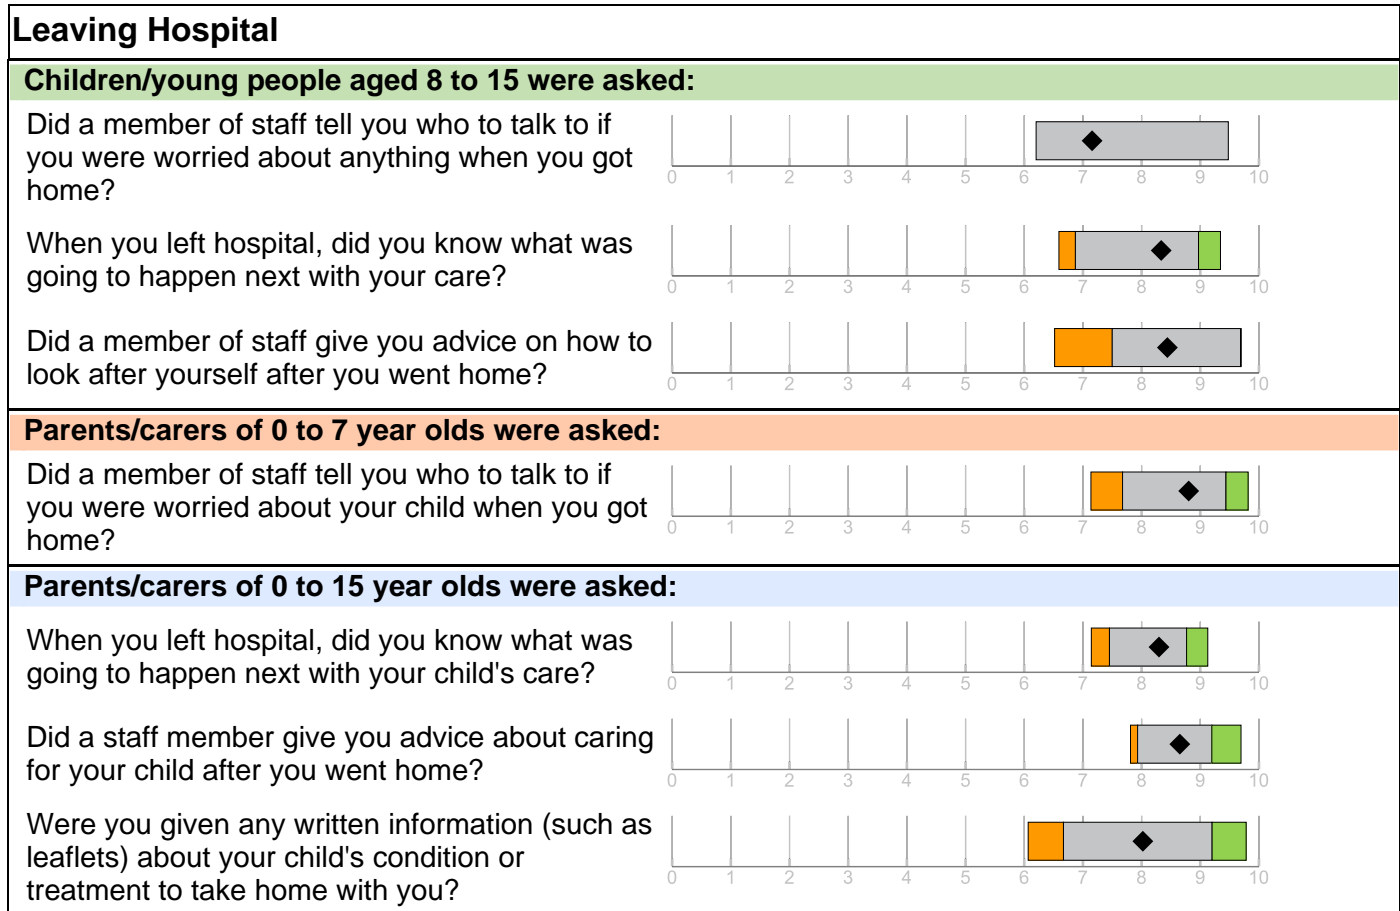 Leaving Hospital
Children/young people aged 8 to 15 were asked:
Did a member of staff tell you who to talk to if
you were worried about anything when you got
home?
0 1 2 3 4 5 6 7 8 9 10
When you left hospital, did you know what was
going to happen next with your care?
0 1 2 3 4 5 6 7 8 9 10
Did a member of staff give you advice on how to
look after yourself after you went home?
0 1 2 3 4 5 6 7 8 9 10
Parents/carers of 0 to 7 year olds were asked:
Did a member of staff tell you who to talk to if
you were worried about your child when you got
home?
0 1 2 3 4 5 6 7 8 9 10
Parents/carers of 0 to 15 year olds were asked:
When you left hospital, did you know what was
going to happen next with your child's care?
0 1 2 3 4 5 6 7 8 9 10
Did a staff member give you advice about caring
for your child after you went home?
0 1 2 3 4 5 6 7 8 9 10
Were you given any written information (such as
leaflets) about your child's condition or
treatment to take home with you?
0 1 2 3 4 5 6 7 8 9 10